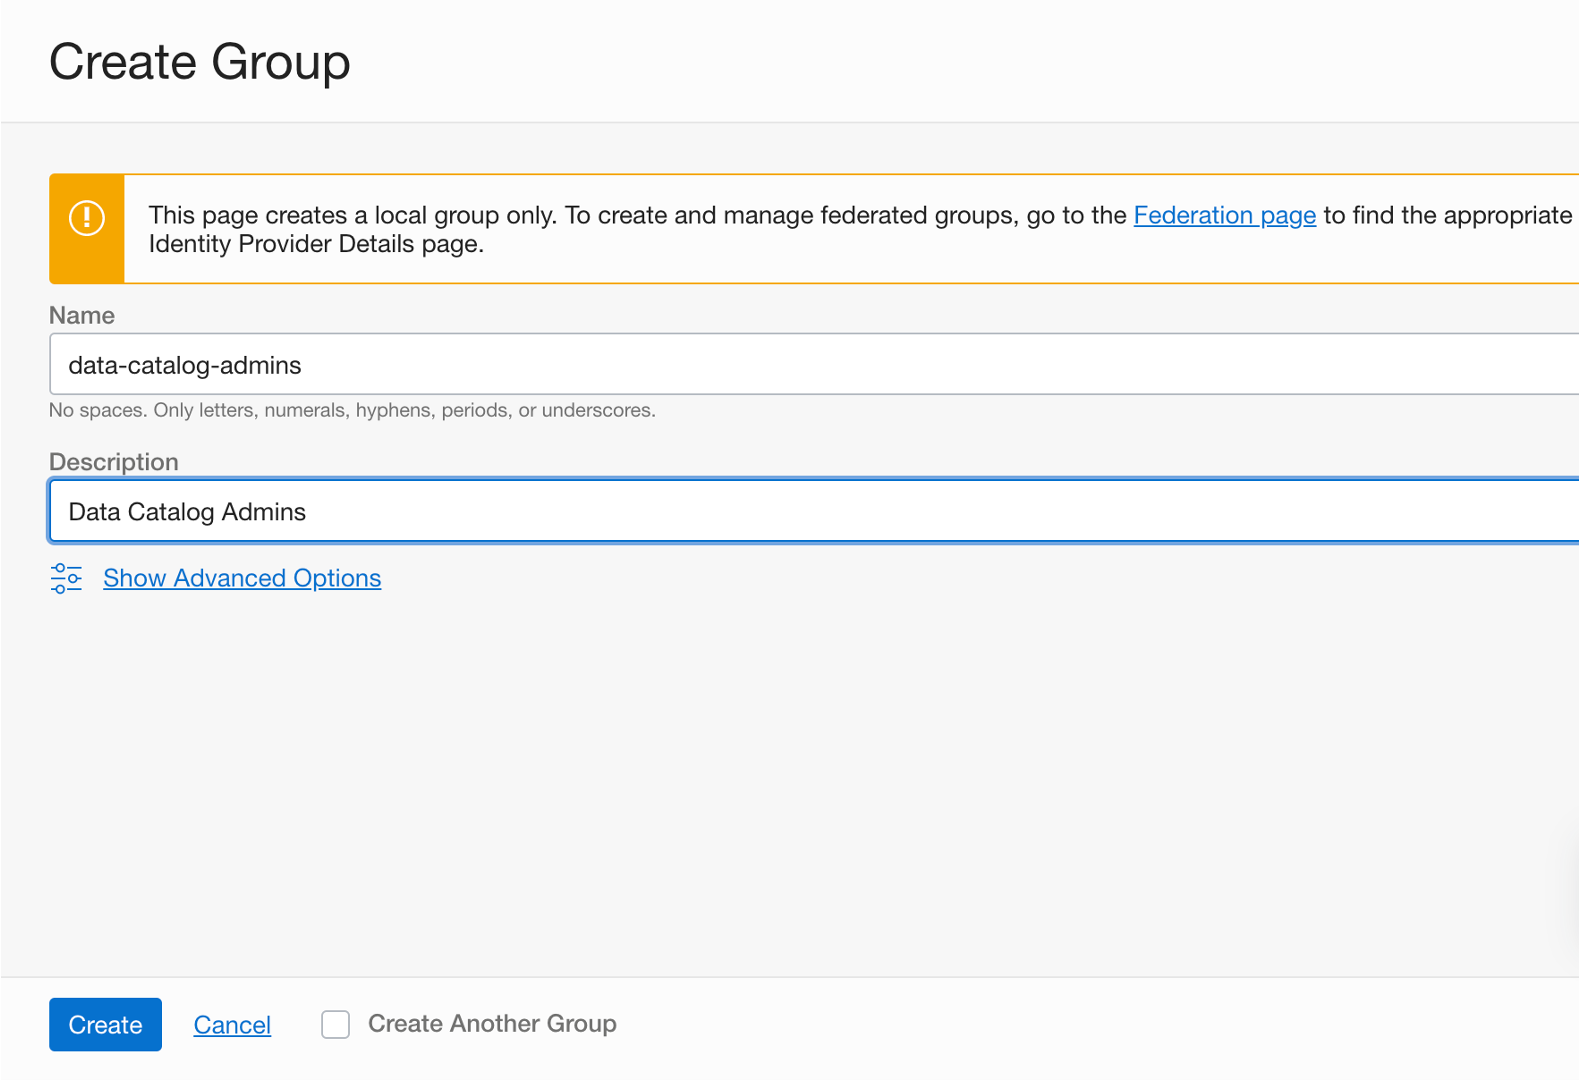 Create Group
This page creates a local group only. To create and manage federated groups, go to the Federation page to find the appropriate
Identity Provider Details page.
Name
data-catalog-admins
No spaces. Only letters, numerals, hyphens, periods, or underscores.
Description
Data Catalog Admins
Show Advanced Options
Create Cancel Create Another Group